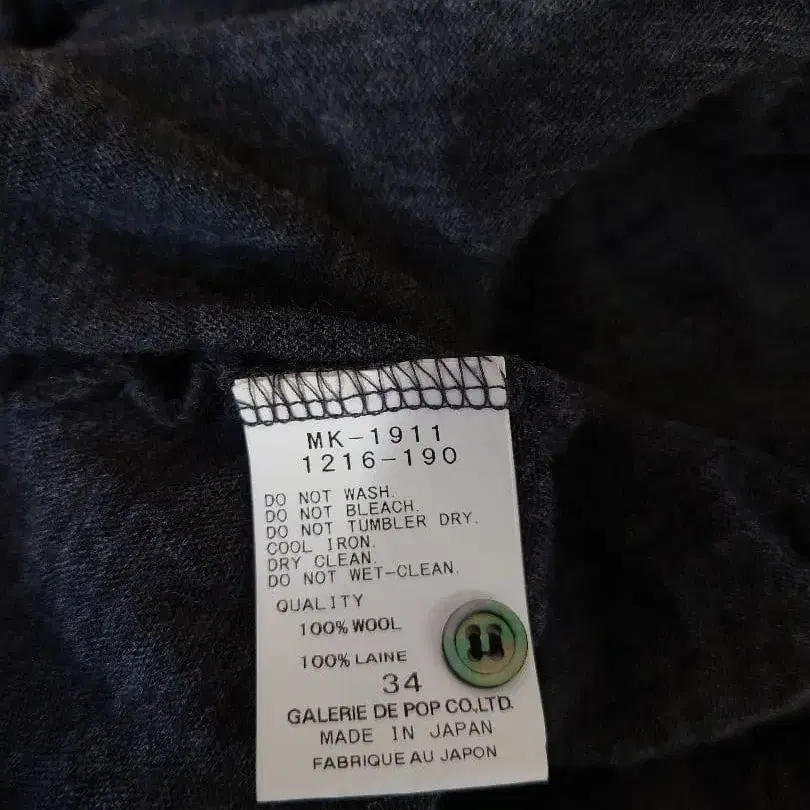 MK-1911
1216-190
DO NOT WASH.
DO NOT BLEACH.
DO NOT TUMBLER DRY.
COOL IRON.
DRY CLEAN.
DO NOT WET-CLEAN.
QUALITY
100% WOOL
100% LAINE
34
GALERIE DE POP CO.,LTD.
MADE IN JAPAN
FABRIQUE AU JAPON